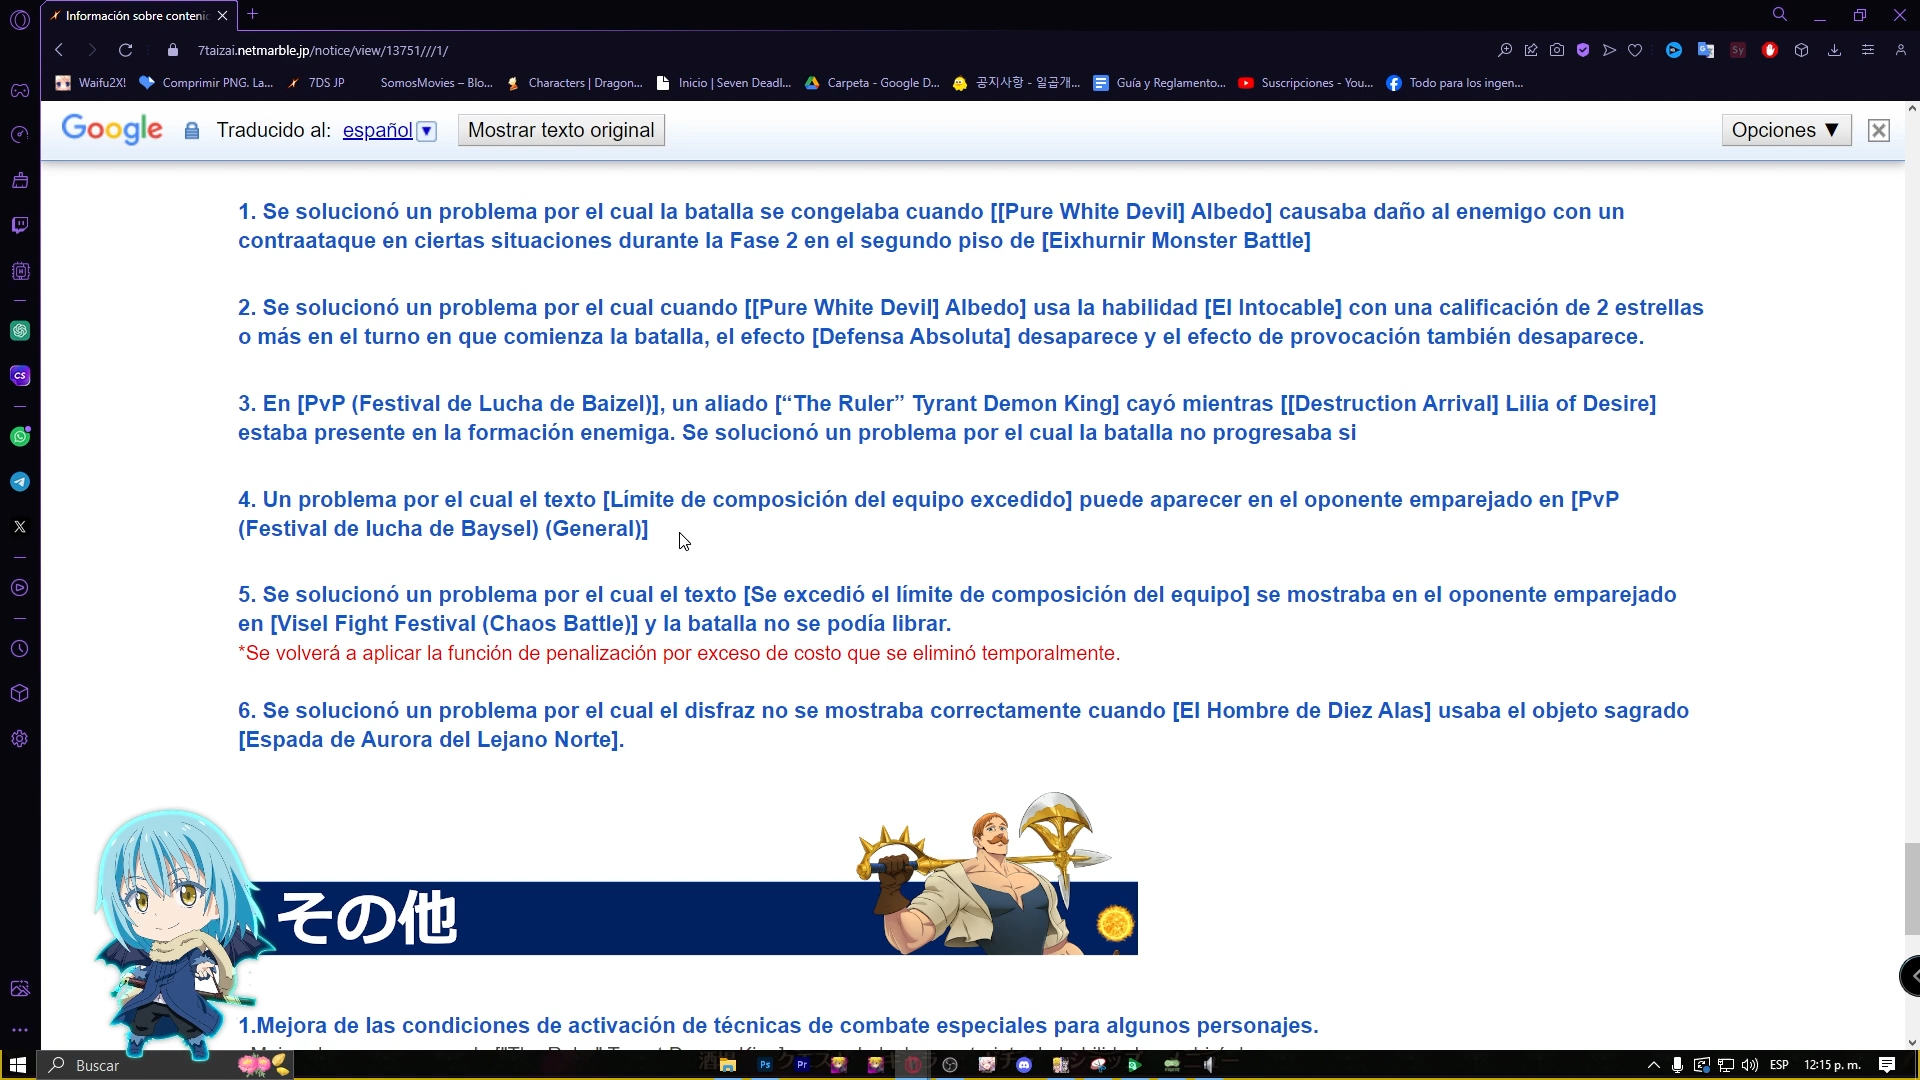 Información sobre conteni
7taizai.netmarble.jp/notice/view/13751///1/
Waifu2X!
Comprimir PNG. La...
7DS JP
SomosMovies – Blo...
Characters | Dragon...
Inicio | Seven Deadl...
Carpeta - Google D...
공지사항 - 일곱개...
Guía y Reglamento...
Suscripciones - You...
Todo para los ingen...
Google
Traducido al: español
Mostrar texto original
Opciones ▼
1. Se solucionó un problema por el cual la batalla se congelaba cuando [[Pure White Devil] Albedo] causaba daño al enemigo con un
contraataque en ciertas situaciones durante la Fase 2 en el segundo piso de [Eixhurnir Monster Battle]
2. Se solucionó un problema por el cual cuando [[Pure White Devil] Albedo] usa la habilidad [El Intocable] con una calificación de 2 estrellas
o más en el turno en que comienza la batalla, el efecto [Defensa Absoluta] desaparece y el efecto de provocación también desaparece.
3. En [PvP (Festival de Lucha de Baizel)], un aliado [“The Ruler” Tyrant Demon King] cayó mientras [[Destruction Arrival] Lilia of Desire]
estaba presente en la formación enemiga. Se solucionó un problema por el cual la batalla no progresaba si
4. Un problema por el cual el texto [Límite de composición del equipo excedido] puede aparecer en el oponente emparejado en [PvP
(Festival de lucha de Baysel) (General)]
5. Se solucionó un problema por el cual el texto [Se excedió el límite de composición del equipo] se mostraba en el oponente emparejado
en [Visel Fight Festival (Chaos Battle)] y la batalla no se podía librar.
*Se volverá a aplicar la función de penalización por exceso de costo que se eliminó temporalmente.
6. Se solucionó un problema por el cual el disfraz no se mostraba correctamente cuando [El Hombre de Diez Alas] usaba el objeto sagrado
[Espada de Aurora del Lejano Norte].
その他
1.Mejora de las condiciones de activación de técnicas de combate especiales para algunos personajes.
Buscar
Ps
Pr
ESP
12:15 p. m.